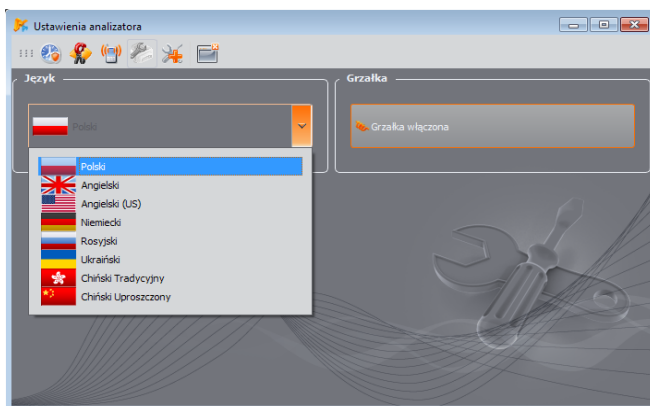 Ustawienia analizatora
Język
Grzałka
Polski
Grzałka włączona
Polski
Angielski
Angielski (US)
Niemiecki
Rosyjski
Ukraiński
Chiński Tradycyjny
Chiński Uproszczony